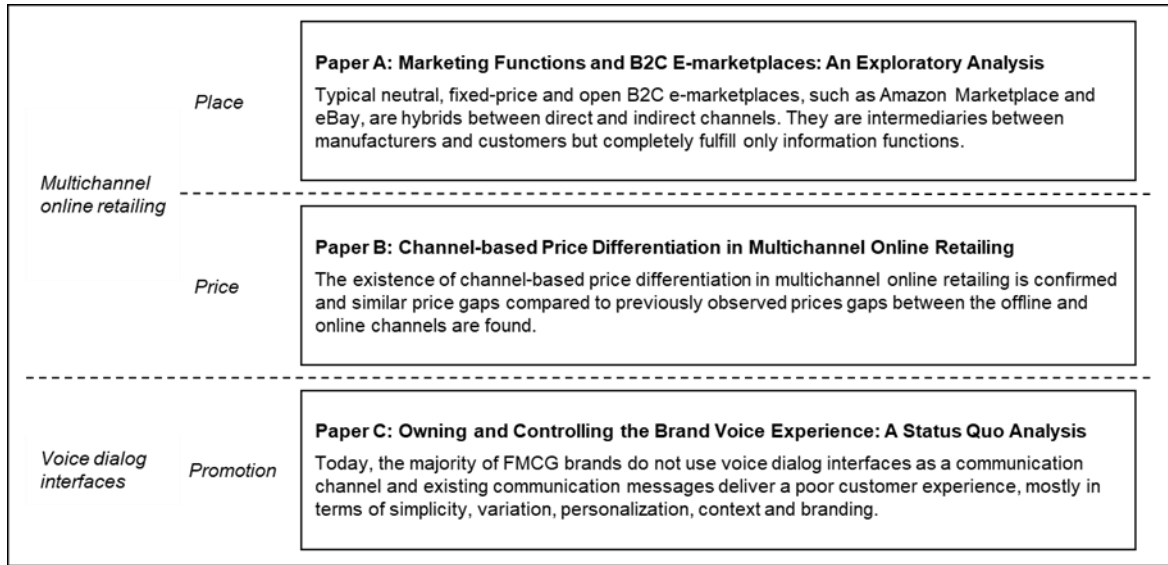 Paper A: Marketing Functions and B2C E-marketplaces: An Exploratory Analysis
Place
Typical neutral, fixed-price and open B2C e-marketplaces, such as Amazon Marketplace and
eBay, are hybrids between direct and indirect channels. They are intermediaries between
manufacturers and customers but completely fulfill only information functions.
Multichannel
online retailing
Paper B: Channel-based Price Differentiation in Multichannel Online Retailing
Price
The existence of channel-based price differentiation in multichannel online retailing is confirmed
and similar price gaps compared to previously observed prices gaps between the offline and
online channels are found.
Paper C: Owning and Controlling the Brand Voice Experience: A Status Quo Analysis
Voice dialog
interfaces
Promotion
Today, the majority of FMCG brands do not use voice dialog interfaces as a communication
channel and existing communication messages deliver a poor customer experience, mostly in
terms of simplicity, variation, personalization, context and branding.